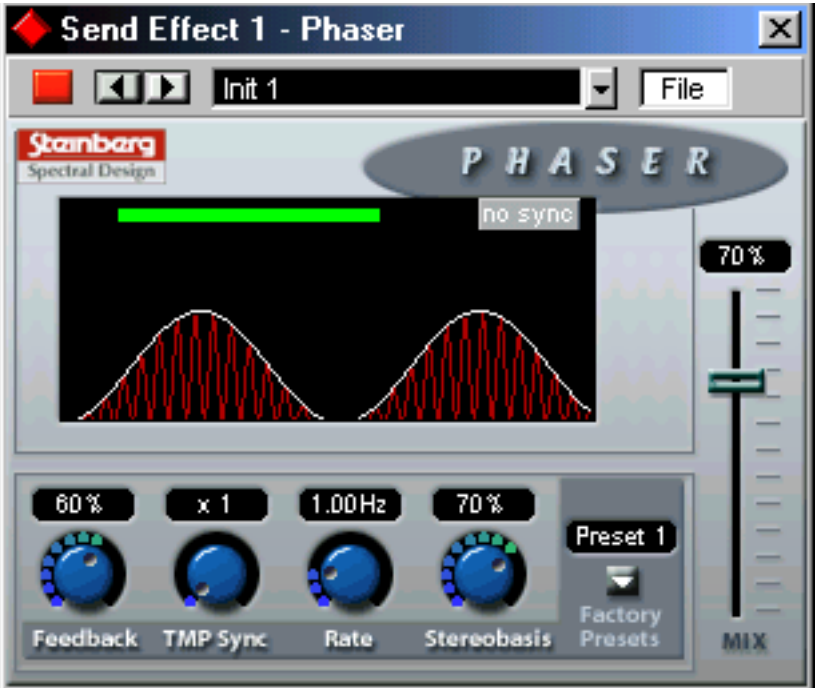 Send Effect 1 - Phaser
Init 1
File
Steinberg
Spectral Design
PHASER
no sync
70%
60%
x 1
1.00Hz
70%
Preset 1
Factory
Presets
Feedback
TMP Sync
Rate
Stereobasis
MIX